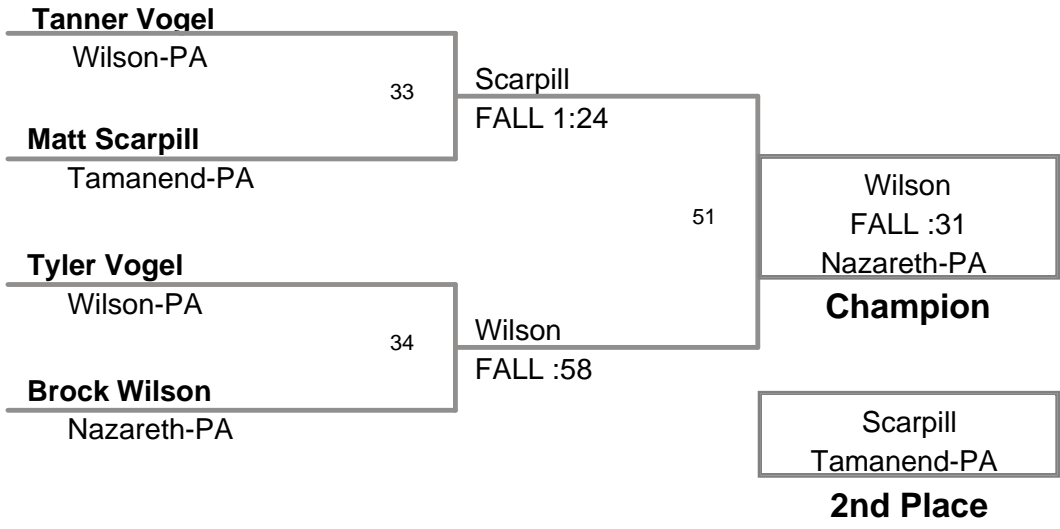 Tanner Vogel
Wilson-PA
33
Matt Scarpill
Tamanend-PA
Scarpill
FALL 1:24
Tyler Vogel
Wilson-PA
34
Brock Wilson
Nazareth-PA
Wilson
FALL :58
51
Wilson
FALL :31
Nazareth-PA
Champion
Scarpill
Tamanend-PA
2nd Place